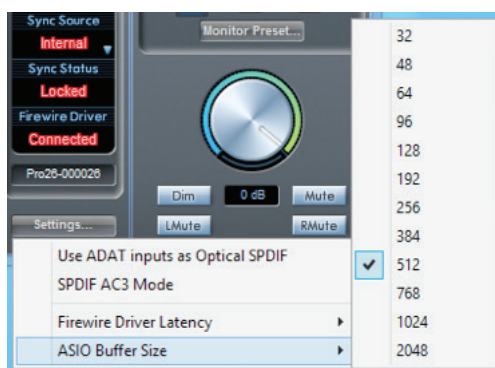 Sync Source
Internal
Sync Status
Locked
Firewire Driver
Connected
Pro26-000026
Settings...
Monitor Preset...
Dim
0 dB
Mute
LMute
RMute
Use ADAT inputs as Optical SPDIF
SPDIF AC3 Mode
Firewire Driver Latency
ASIO Buffer Size
32
48
64
96
128
192
256
384
512
768
1024
2048